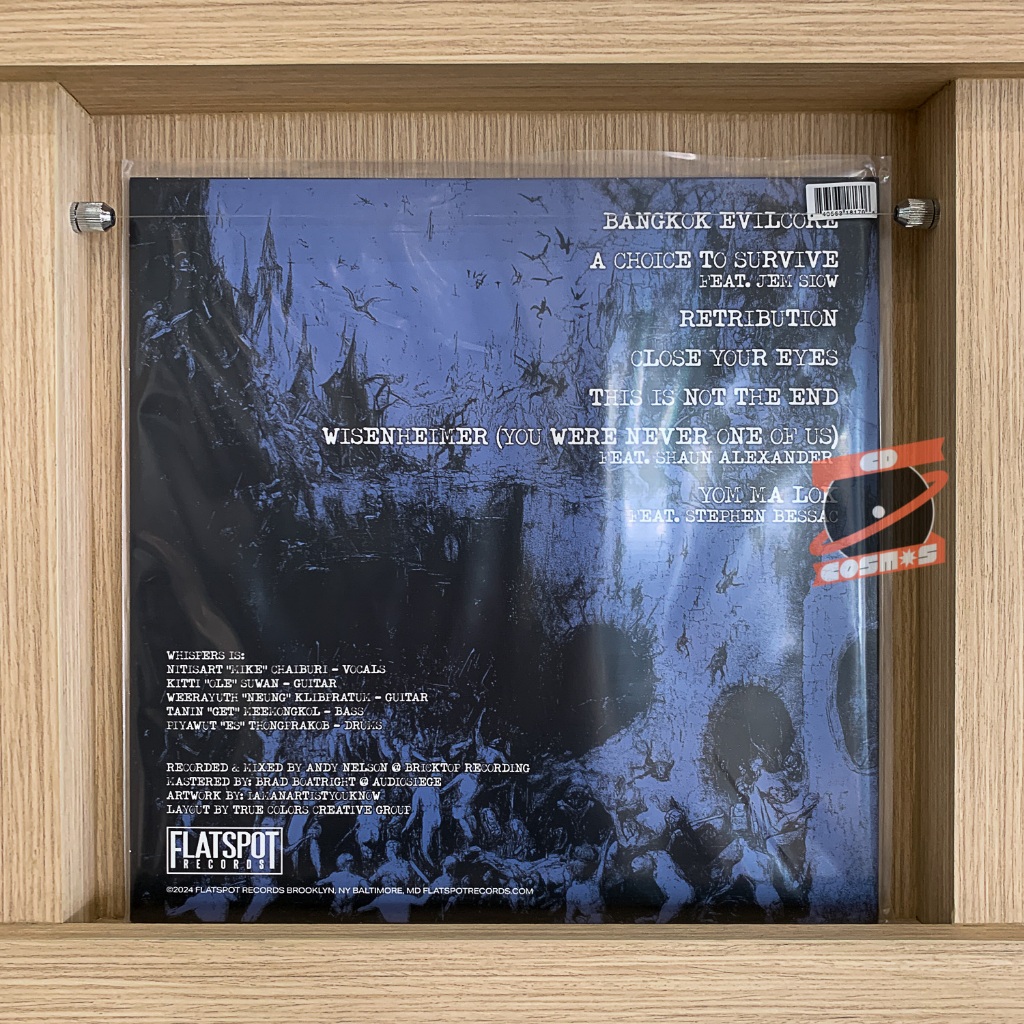 BANGKOK EVILCORE
A CHOICE TO SURVIVE
FEAT. JEM SIOW
RETRIBUTION
CLOSE YOUR EYES
THIS IS NOT THE END
WISENHEIMER (YOU WERE NEVER ONE OF US)
FEAT. SHAUN ALEXANDER
YOM MA LOK
FEAT. STEPHEN BESSAC
CD
COSM*S
WHISPERS IS:
NITISART "MIKE" CHAIBURI - VOCALS
KITTI "OLE" SUWAN - GUITAR
WEERAYUTH "NEUNG" KLIBPRATUM - GUITAR
TANIN "GET" MEEMONGKOL - BASS
PIYAWUT "ES" THONGPRAKOB - DRUMS
RECORDED & MIXED BY ANDY NELSON @ BRICKTOP RECORDING
MASTERED BY: BRAD BOATRIGHT @ AUDIOSIEGE
ARTWORK BY: IAMANARTISTYOUKNOW
LAYOUT BY TRUE COLORS CREATIVE GROUP
FLATSPOT
RECORDS
©2024 FLATSPOT RECORDS BROOKLYN, NY BALTIMORE, MD FLATSPOTRECORDS.COM